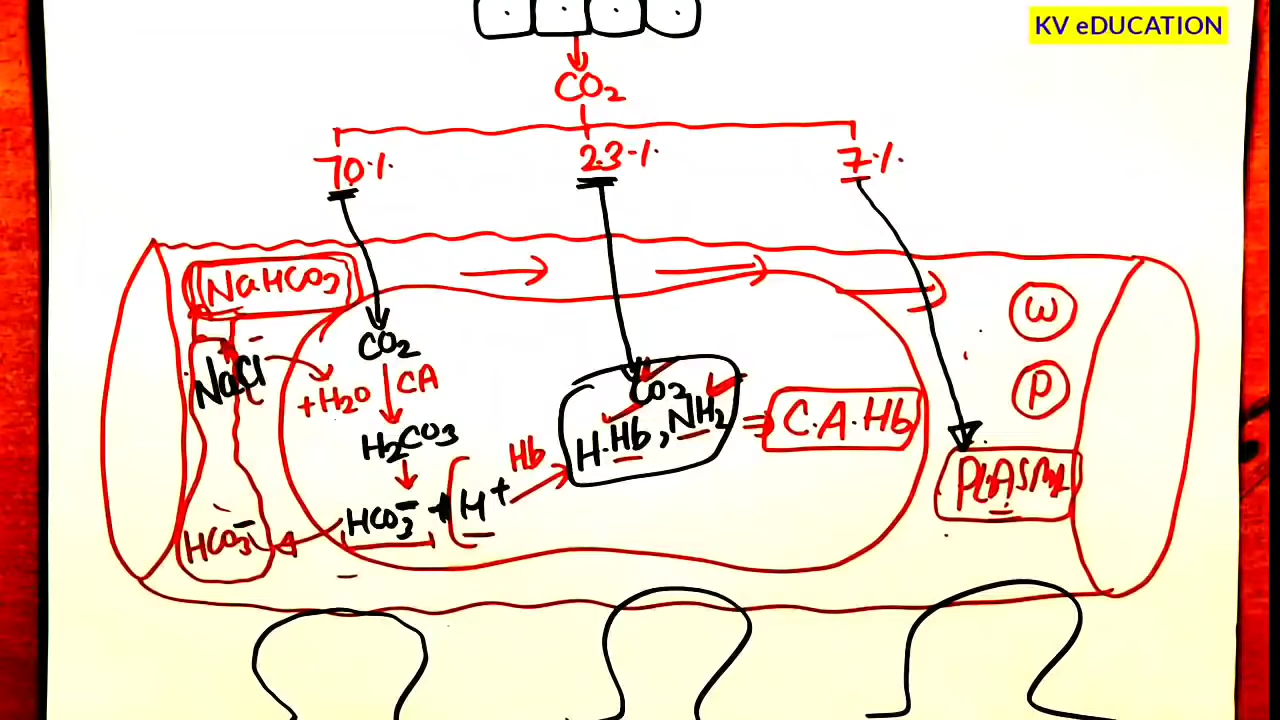 KV eDUCATION
CO2
70% 23% 7%
NaHCO3
CO2
NaCl-
+H2O
CA
H2CO3
HCO3- + [H+
Hb
CO2
H.Hb, NH2
= C.A.Hb
W
P
PLASMA
HCO3-